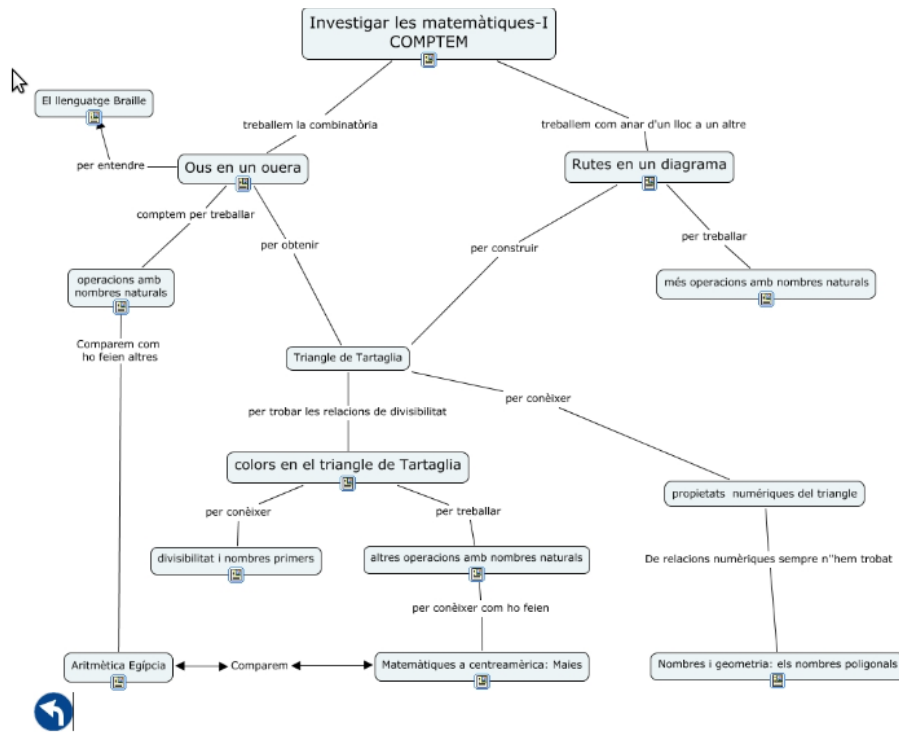 Investigar les matemàtiques-I
COMPTEM
El llenguatge Braille
treballem la combinatòria
treballem com anar d'un lloc a un altre
per entendre
Ous en un ouera
Rutes en un diagrama
comptem per treballar
per obtenir
per construir
per treballar
operacions amb
nombres naturals
més operacions amb nombres naturals
Comparem com
ho feien altres
Triangle de Tartaglia
per conèixer
per trobar les relacions de divisibilitat
colors en el triangle de Tartaglia
propietats numériques del triangle
per conèixer
per treballar
divisibilitat i nombres primers
altres operacions amb nombres naturals
De relacions numèriques sempre n''hem trobat
per conèixer com ho feien
Aritmètica Egípcia
Comparem
Matemàtiques a centreamèrica: Maies
Nombres i geometria: els nombres poligonals